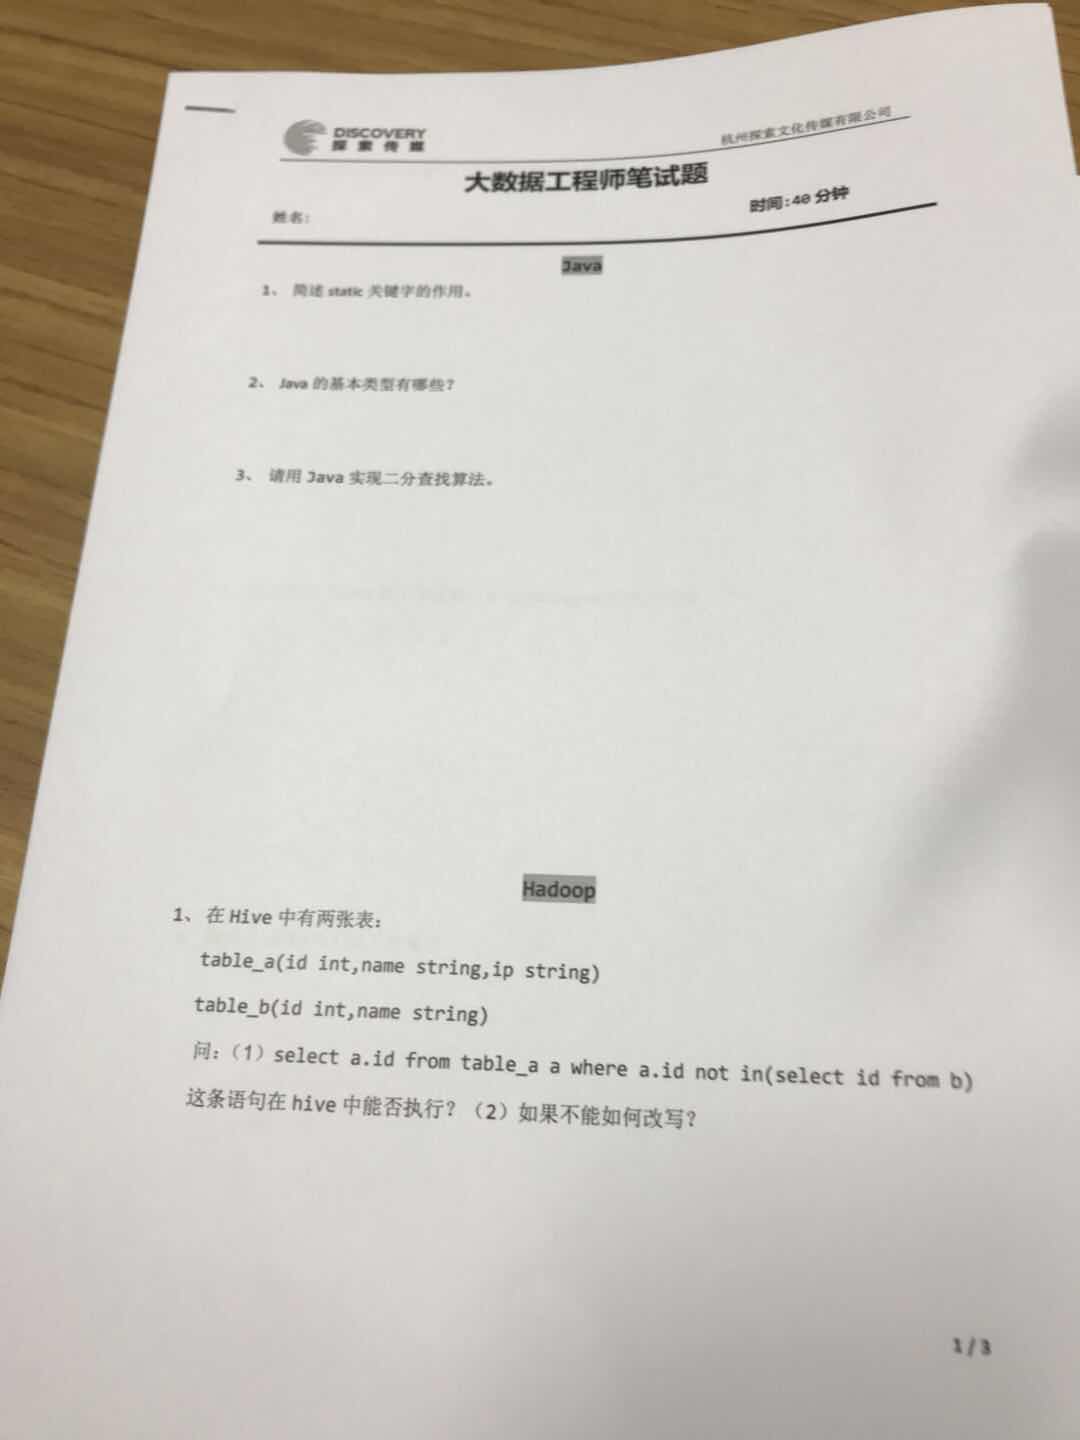 DISCOVERY
探索传媒
杭州探索文化传媒有限公司
大数据工程师笔试题
姓名:
时间:40 分钟
Java
1、 简述 static 关键字的作用。
2、 Java 的基本类型有哪些?
3、 请用 Java 实现二分查找算法。
Hadoop
1、在 Hive 中有两张表:
table_a(id int,name string,ip string)
table_b(id int,name string)
问:(1)select a.id from table_a a where a.id not in(select id from b)
这条语句在 hive 中能否执行?(2)如果不能如何改写?
1/3